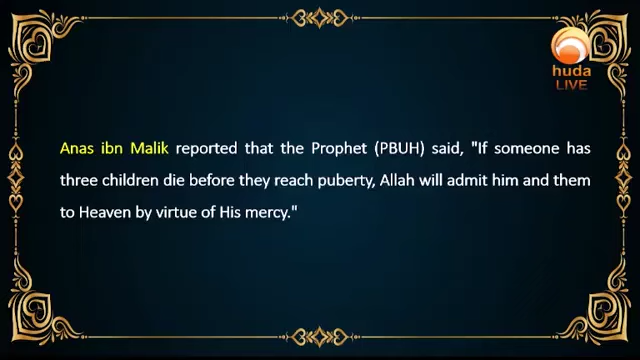 huda
LIVE
Anas ibn Malik reported that the Prophet (PBUH) said, "If someone has
three children die before they reach puberty, Allah will admit him and them
to Heaven by virtue of His mercy."